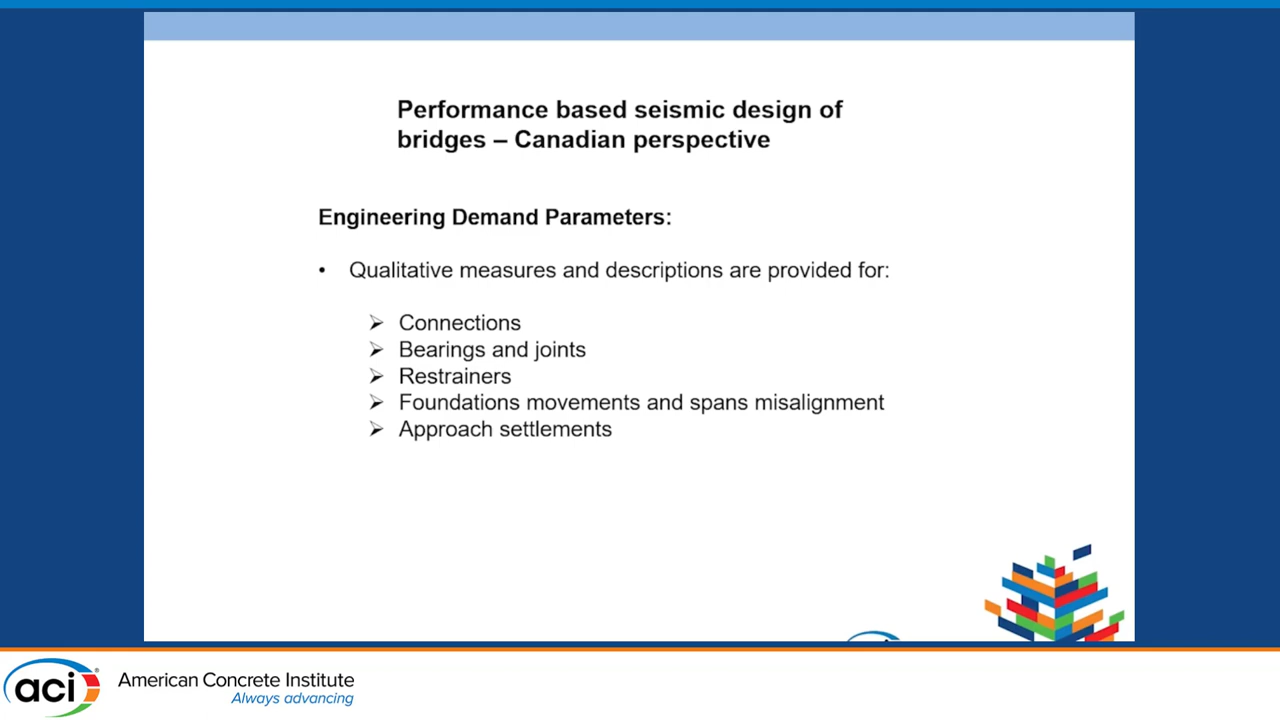 Performance based seismic design of
bridges – Canadian perspective
Engineering Demand Parameters:
• Qualitative measures and descriptions are provided for:
➢ Connections
➢ Bearings and joints
➢ Restrainers
➢ Foundations movements and spans misalignment
➢ Approach settlements
aci®
American Concrete Institute
Always advancing